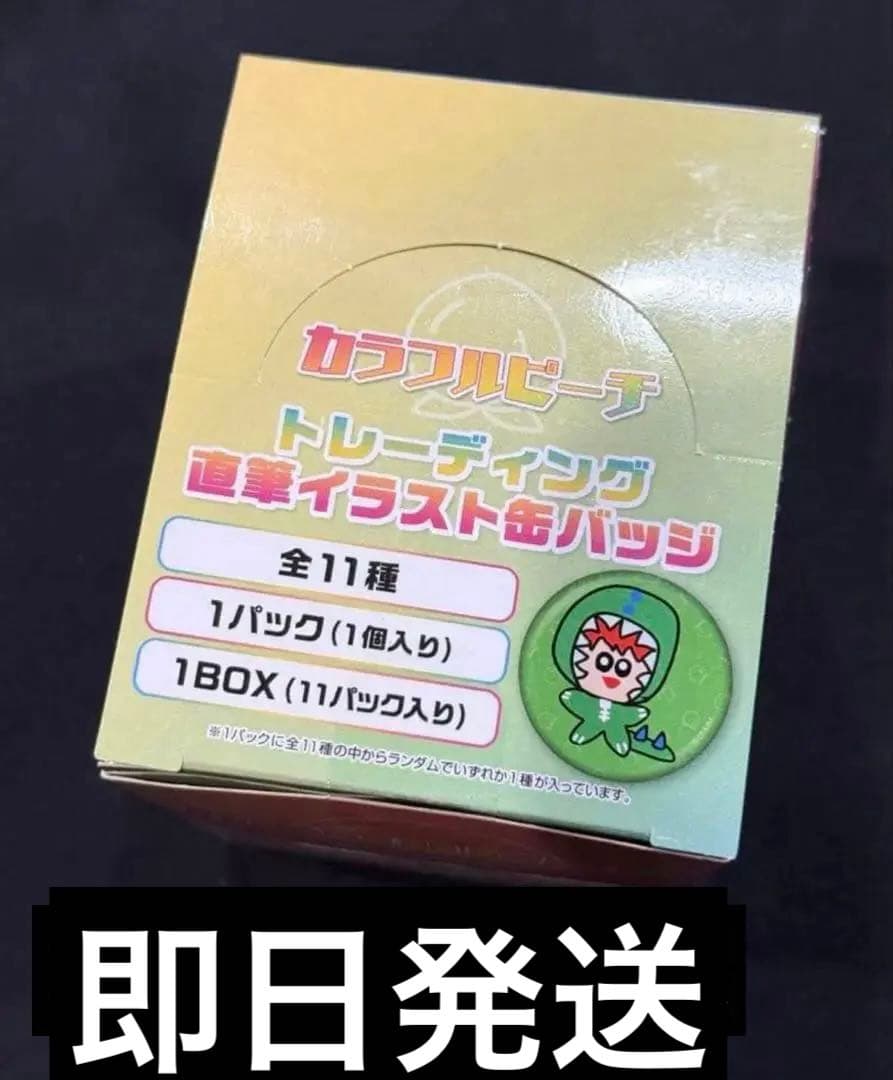 カラフルピーチ
トレーディング
直筆イラスト缶バッジ
全11種
1パック(1個入り)
1BOX(11パック入り)
※1パックに全11種の中からランダムでいずれか1種が入っています。
即日発送